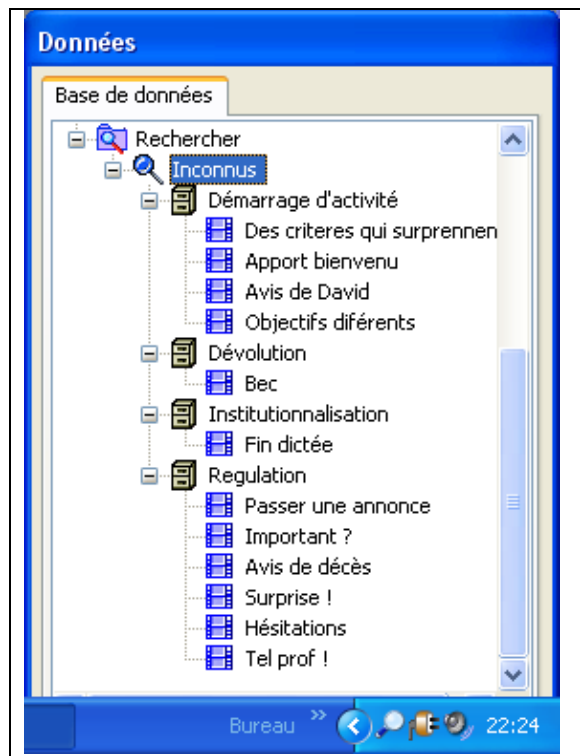 Données
Base de données
Rechercher
Inconnus
Démarrage d'activité
Des criteres qui surprennen
Apport bienvenu
Avis de David
Objectifs diférents
Dévolution
Bec
Institutionnalisation
Fin dictée
Regulation
Passer une annonce
Important ?
Avis de décès
Surprise !
Hésitations
Tel prof !
Bureau » 22:24